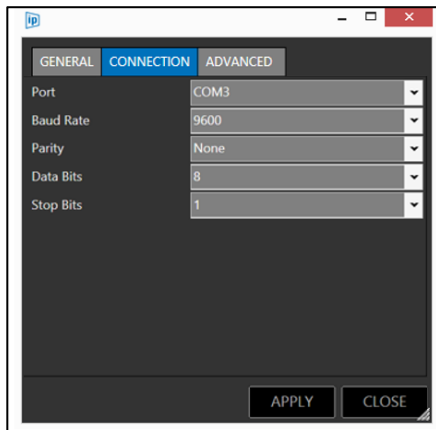 ip
GENERAL CONNECTION ADVANCED
Port COM3
Baud Rate 9600
Parity None
Data Bits 8
Stop Bits 1
APPLY CLOSE